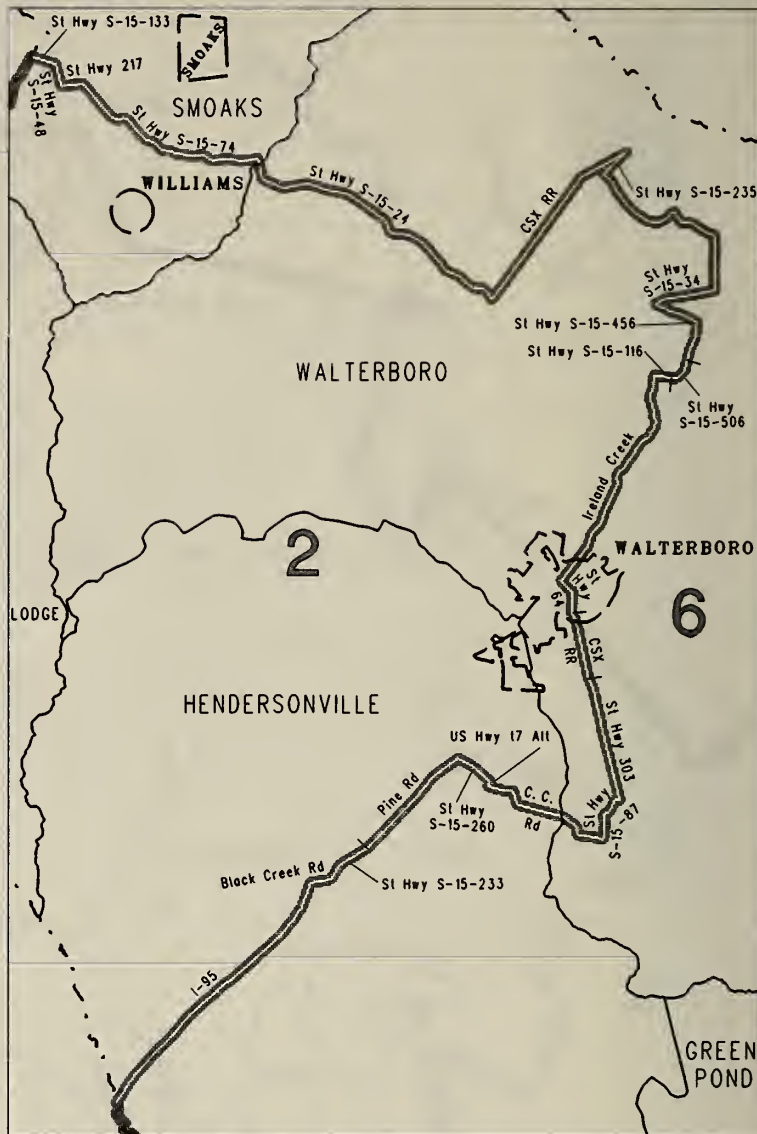 St Hwy S-15-133
St Hwy 217
St Hwy
S-15-48
SMOAKS
SMOAKS
St Hwy S-15-74
WILLIAMS
St Hwy S-15-24
CSX RR
St Hwy S-15-235
St Hwy
S-15-34
St Hwy S-15-456
St Hwy S-15-116
St Hwy
S-15-506
WALTERBORO
Ireland Creek
WALTERBORO
2
St
Hwy
64
6
LODGE
CSX
RR
HENDERSONVILLE
St Hwy 303
US Hwy 17 Alt
Pine Rd
St Hwy
S-15-260
C. C.
Rd
St Hwy
S-15-87
Black Creek Rd
St Hwy S-15-233
I-95
GREEN
POND